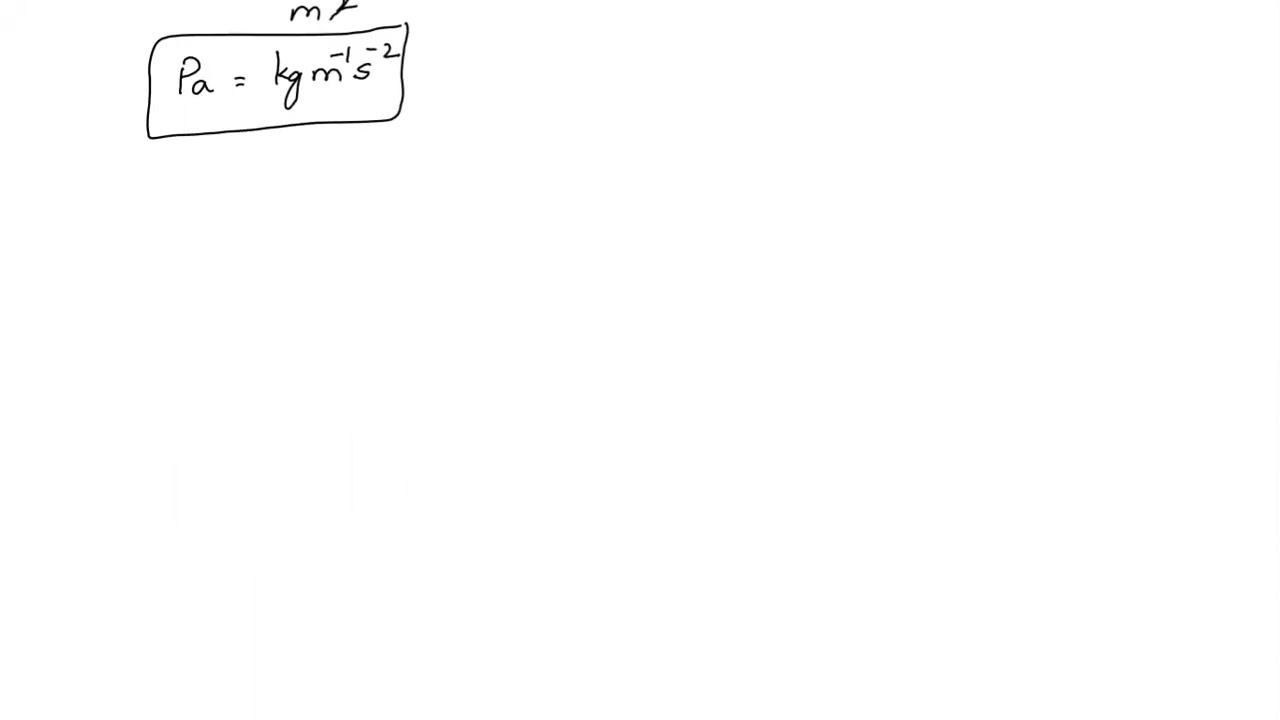 m
Pa = kg m⁻¹ s⁻²